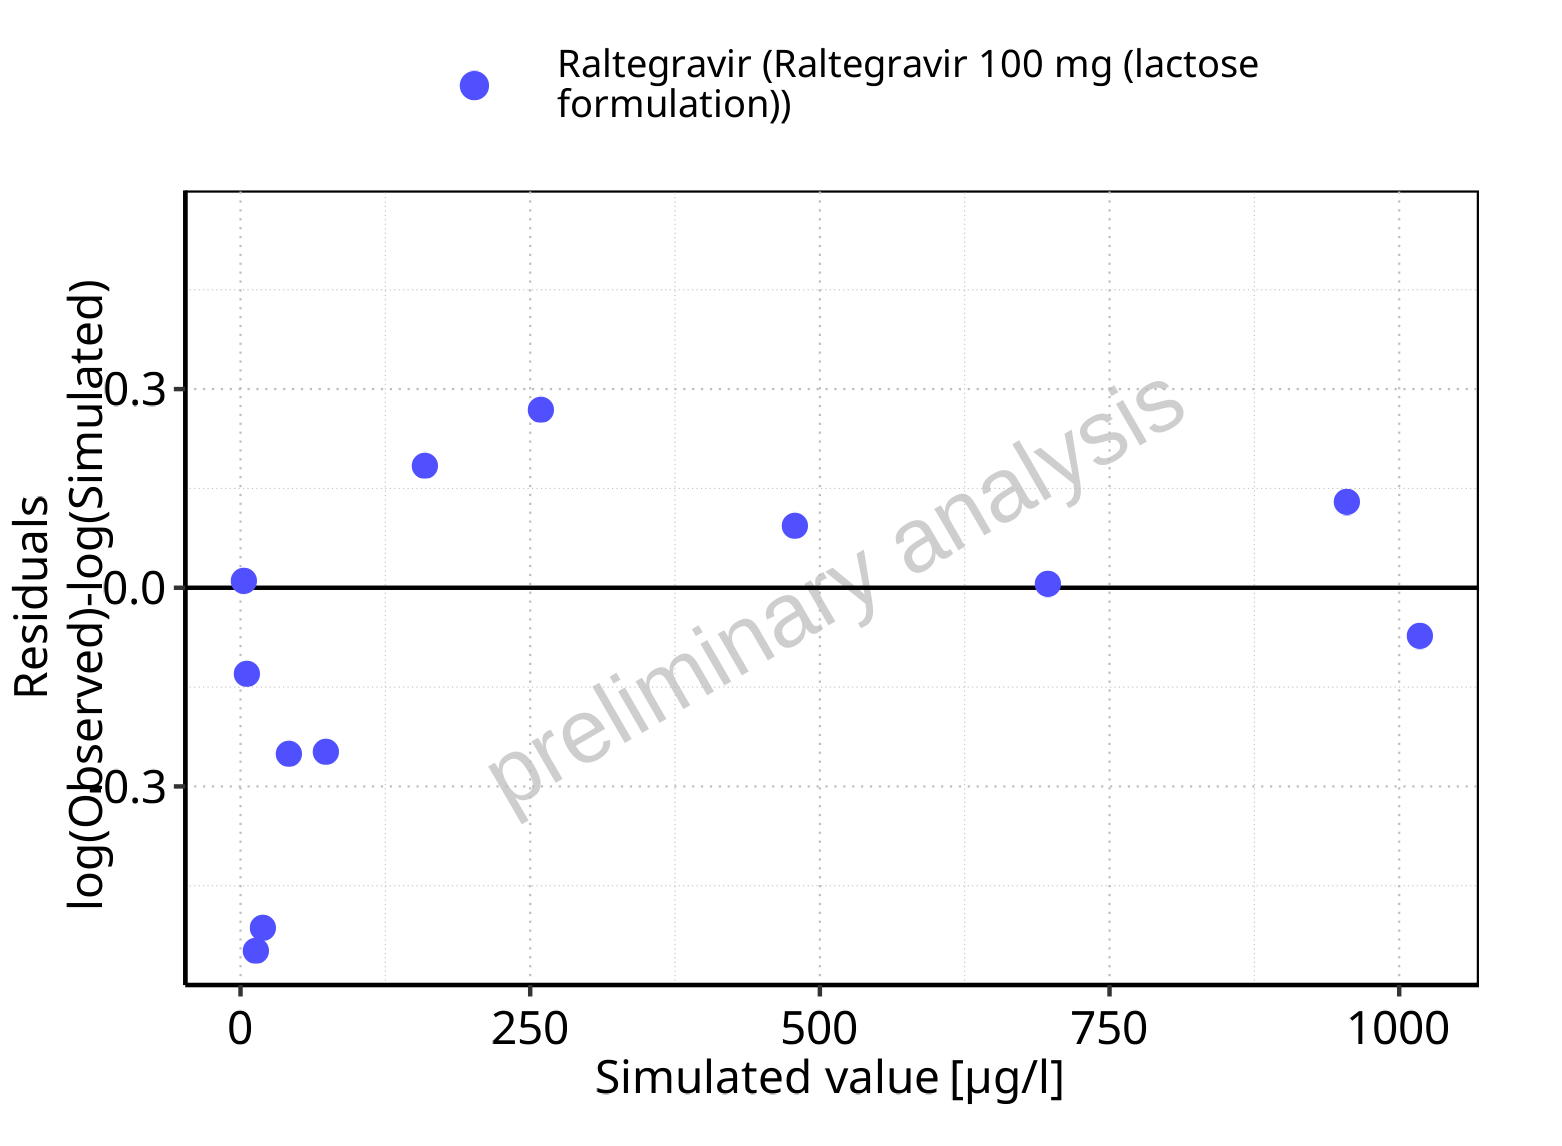 Raltegravir (Raltegravir 100 mg (lactose
formulation))
Residuals
log(Observed)-log(Simulated)
0.3
0.0
-0.3
preliminary analysis
0
250
500
750
1000
Simulated value [µg/l]